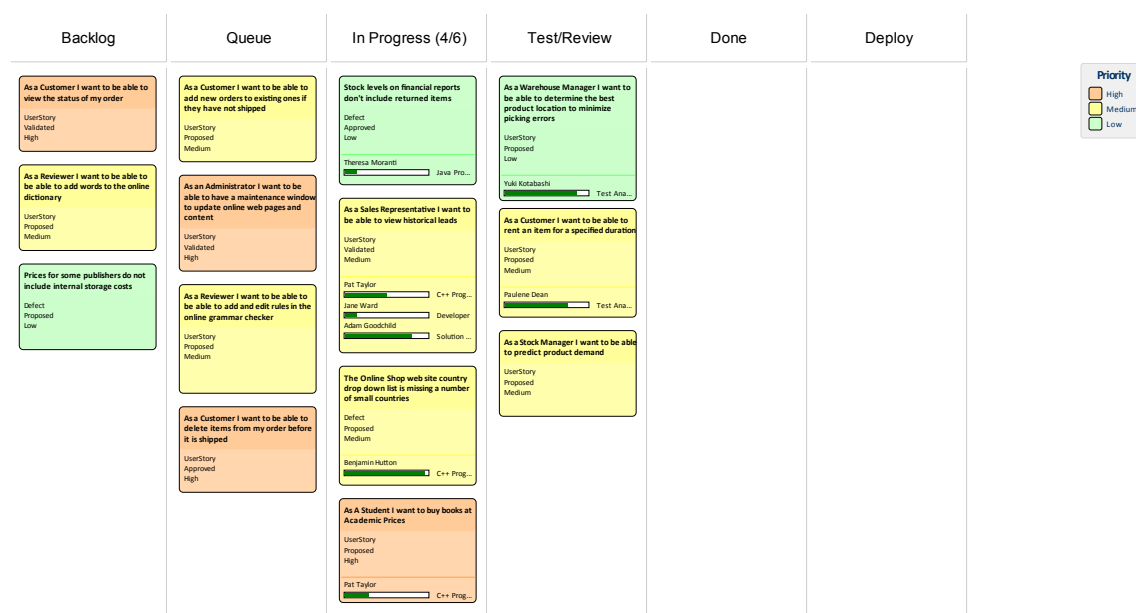 Backlog
Queue
In Progress (4/6)
Test/Review
Done
Deploy
As a Customer I want to be able to
view the status of my order
UserStory
Validated
High
As a Reviewer I want to be able to
be able to add words to the online
dictionary
UserStory
Proposed
Medium
Prices for some publishers do not
include internal storage costs
Defect
Proposed
Low
As a Customer I want to be able to
add new orders to existing ones if
they have not shipped
UserStory
Proposed
Medium
As an Administrator I want to be
able to have a maintenance window
to update online web pages and
content
UserStory
Validated
High
As a Reviewer I want to be able to
be able to add and edit rules in the
online grammar checker
UserStory
Proposed
Medium
As a Customer I want to be able to
delete items from my order before
it is shipped
UserStory
Approved
High
Stock levels on financial reports
don't include returned items
Defect
Approved
Low
Theresa Moranti
Java Pro...
As a Sales Representative I want to
be able to view historical leads
UserStory
Validated
Medium
Pat Taylor
C++ Prog...
Jane Ward
Developer
Adam Goodchild
Solution ...
The Online Shop web site country
drop down list is missing a number
of small countries
Defect
Proposed
Medium
Benjamin Hutton
C++ Prog...
As A Student I want to buy books at
Academic Prices
UserStory
Proposed
High
Pat Taylor
C++ Prog...
As a Warehouse Manager I want to
be able to determine the best
product location to minimize
picking errors
UserStory
Proposed
Low
Yuki Kotabashi
Test Ana...
As a Customer I want to be able to
rent an item for a specified duration
UserStory
Proposed
Medium
Paulene Dean
Test Ana...
As a Stock Manager I want to be able
to predict product demand
UserStory
Proposed
Medium
Priority
High
Medium
Low